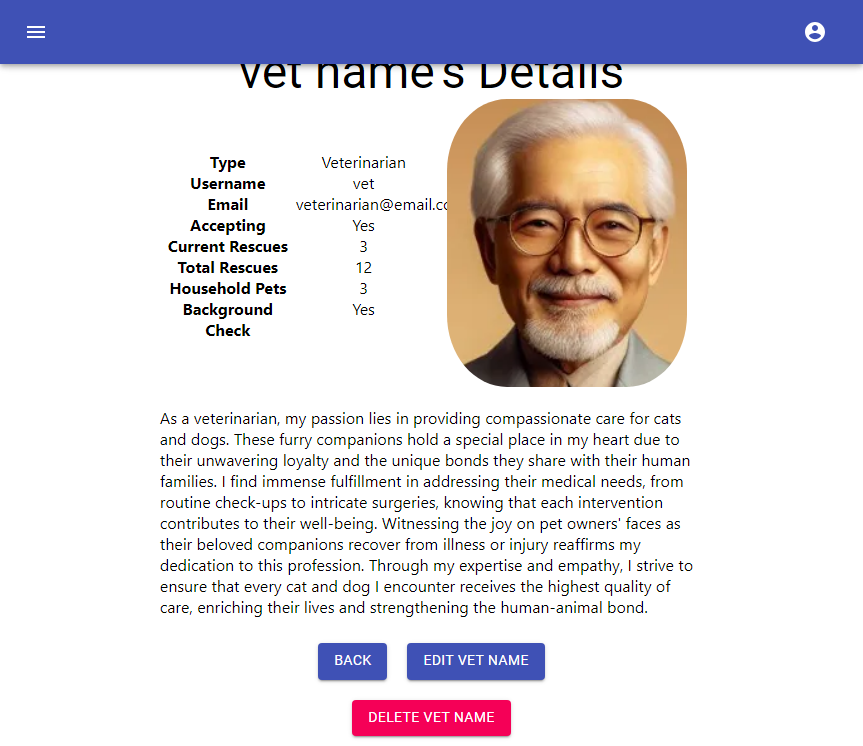 vet name's Details
Type Veterinarian
Username vet
Email veterinarian@email.co
Accepting Yes
Current Rescues 3
Total Rescues 12
Household Pets 3
Background Yes
Check
As a veterinarian, my passion lies in providing compassionate care for cats
and dogs. These furry companions hold a special place in my heart due to
their unwavering loyalty and the unique bonds they share with their human
families. I find immense fulfillment in addressing their medical needs, from
routine check-ups to intricate surgeries, knowing that each intervention
contributes to their well-being. Witnessing the joy on pet owners' faces as
their beloved companions recover from illness or injury reaffirms my
dedication to this profession. Through my expertise and empathy, I strive to
ensure that every cat and dog I encounter receives the highest quality of
care, enriching their lives and strengthening the human-animal bond.
BACK EDIT VET NAME
DELETE VET NAME